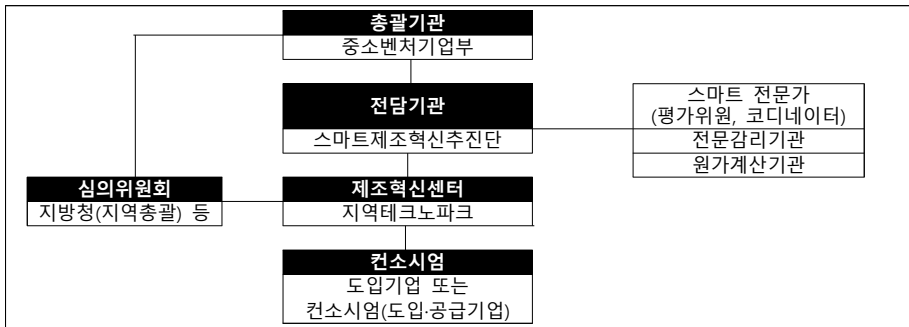 총괄기관
중소벤처기업부
전담기관
스마트제조혁신추진단
스마트 전문가
(평가위원, 코디네이터)
전문감리기관
원가계산기관
심의위원회
지방청(지역총괄) 등
제조혁신센터
지역테크노파크
컨소시엄
도입기업 또는
컨소시엄(도입·공급기업)